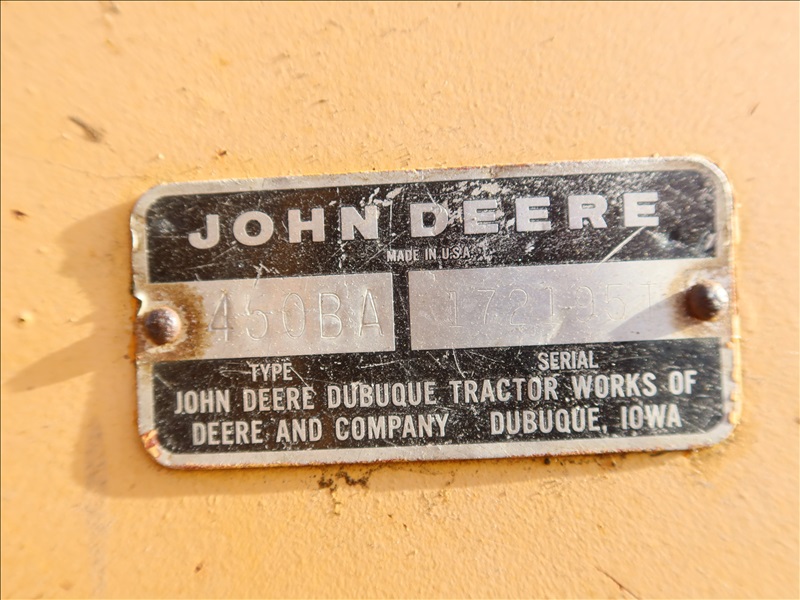 JOHN DEERE
MADE IN U.S.A.
450BA
TYPE SERIAL
JOHN DEERE DUBUQUE TRACTOR WORKS OF
DEERE AND COMPANY DUBUQUE, IOWA